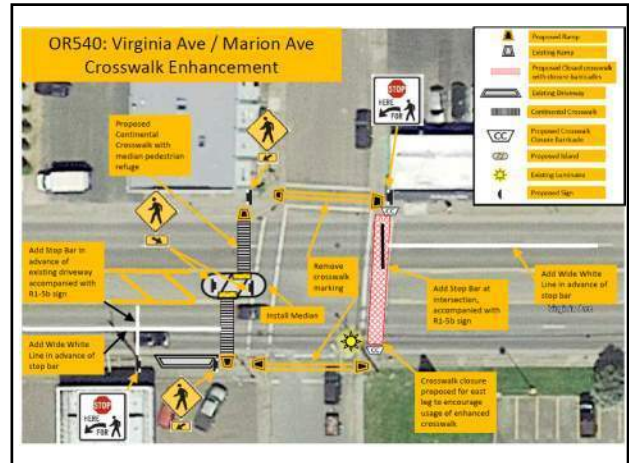 OR540: Virginia Ave / Marion Ave
Crosswalk Enhancement
Proposed Ramp
Existing Ramp
Proposed Closed crosswalk
with closure barricades
Existing Driveway
Continental Crosswalk
CC
Proposed Crosswalk
Closure Barricade
Proposed Island
Existing Luminaire
Proposed Sign
STOP
HERE
FOR
Proposed
Continental
Crosswalk with
median pedestrian
refuge
CC
Add Stop Bar in
advance of
existing driveway
accompanied with
R1-5b sign
Remove
crosswalk
marking
Add Wide White
Line in advance of
stop bar
Install Median
Add Stop Bar at
intersection,
accompanied with
R1-5b sign
Virginia Ave
Add Wide White
Line in advance of
stop bar
CC
Crosswalk closure
proposed for east
leg to encourage
usage of enhanced
crosswalk
STOP
HERE
FOR